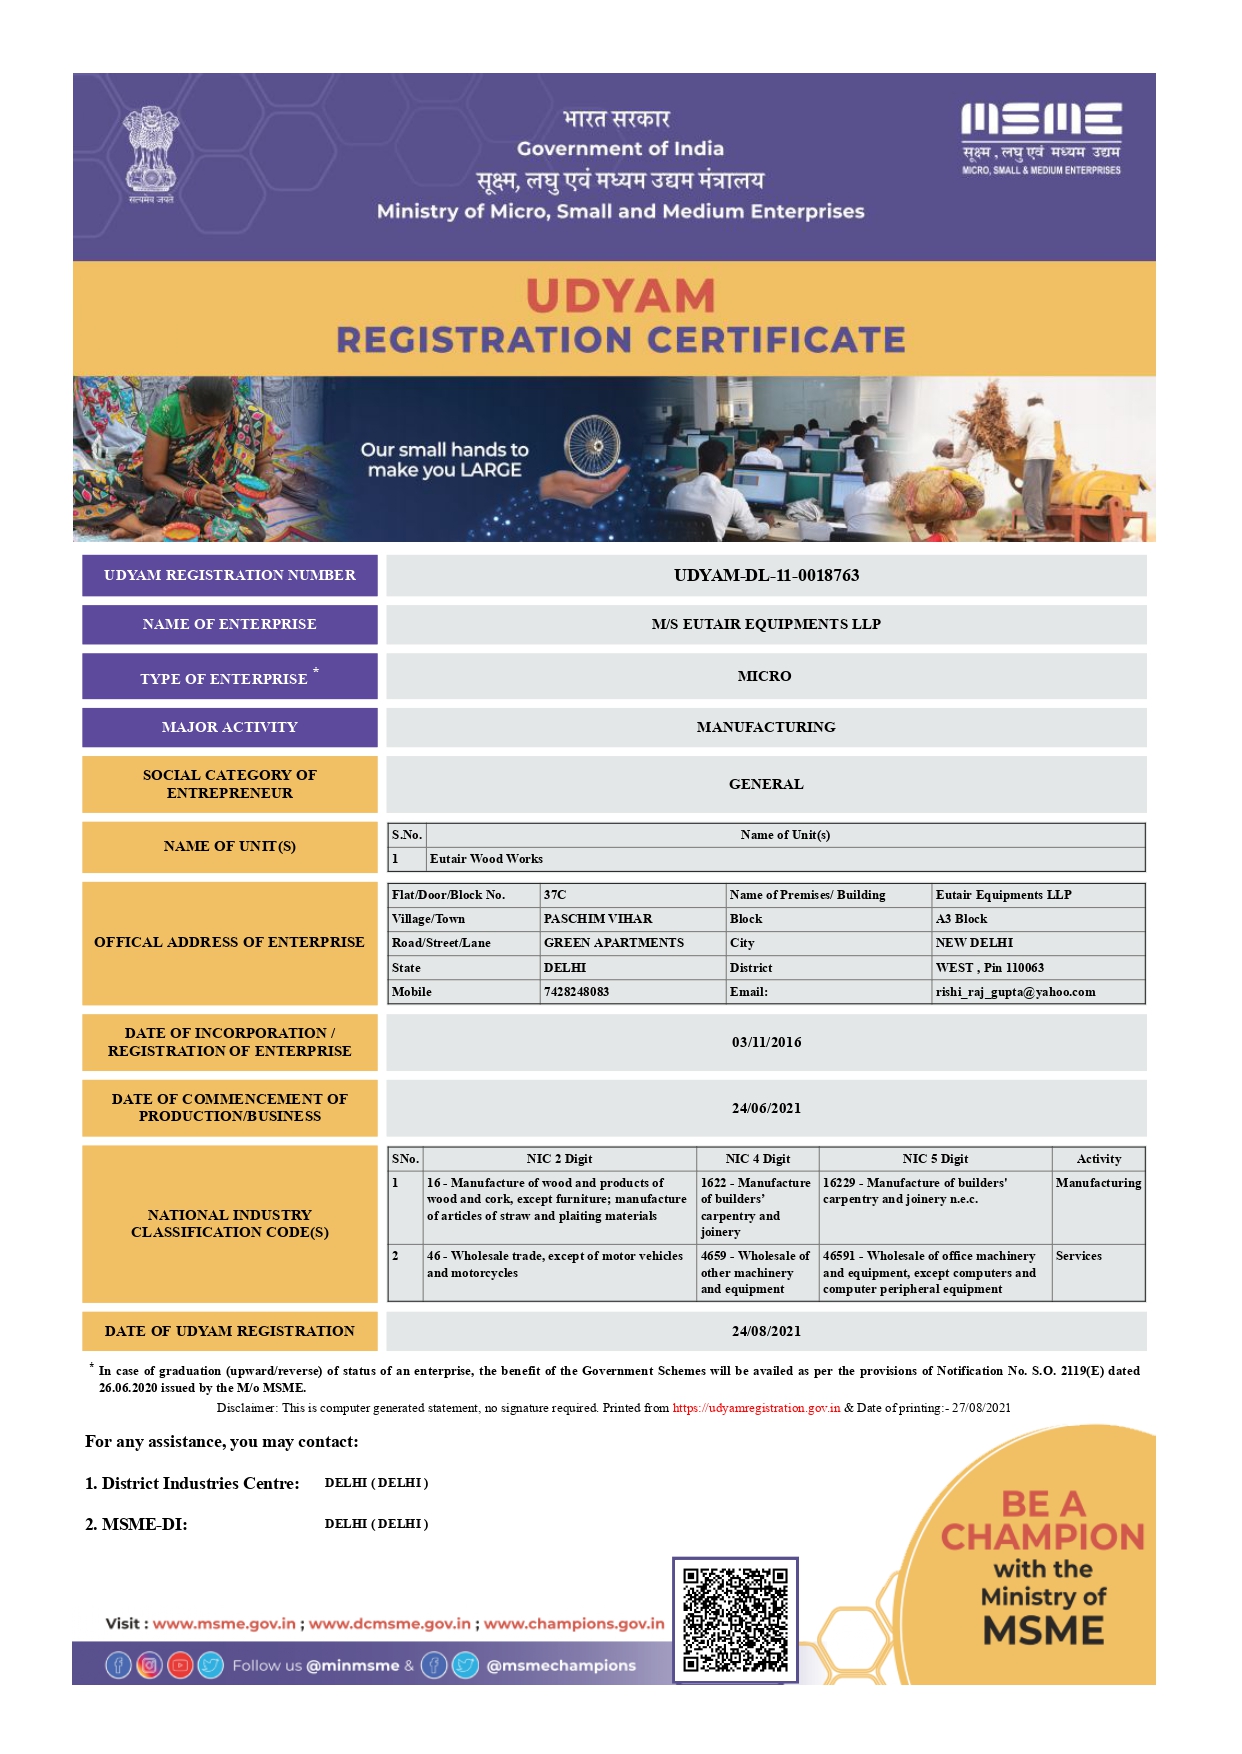 भारत सरकार
Government of India
सूक्ष्म, लघु एवं मध्यम उद्यम मंत्रालय
Ministry of Micro, Small and Medium Enterprises
सत्यमेव जयते
MSME
सूक्ष्म , लघु एवं मध्यम उद्यम
MICRO, SMALL & MEDIUM ENTERPRISES
UDYAM
REGISTRATION CERTIFICATE
Our small hands to
make you LARGE
UDYAM REGISTRATION NUMBER UDYAM-DL-11-0018763
NAME OF ENTERPRISE M/S EUTAIR EQUIPMENTS LLP
TYPE OF ENTERPRISE * MICRO
MAJOR ACTIVITY MANUFACTURING
SOCIAL CATEGORY OF
ENTREPRENEUR
GENERAL
NAME OF UNIT(S)
S.No. Name of Unit(s)
1 Eutair Wood Works
OFFICAL ADDRESS OF ENTERPRISE
Flat/Door/Block No. 37C Name of Premises/ Building Eutair Equipments LLP
Village/Town PASCHIM VIHAR Block A3 Block
Road/Street/Lane GREEN APARTMENTS City NEW DELHI
State DELHI District WEST , Pin 110063
Mobile 7428248083 Email: rishi_raj_gupta@yahoo.com
DATE OF INCORPORATION /
REGISTRATION OF ENTERPRISE
03/11/2016
DATE OF COMMENCEMENT OF
PRODUCTION/BUSINESS
24/06/2021
NATIONAL INDUSTRY
CLASSIFICATION CODE(S)
SNo. NIC 2 Digit NIC 4 Digit NIC 5 Digit Activity
1 16 - Manufacture of wood and products of 1622 - Manufacture 16229 - Manufacture of builders' Manufacturing
wood and cork, except furniture; manufacture of builders' carpentry and joinery n.e.c.
of articles of straw and plaiting materials carpentry and
joinery
2 46 - Wholesale trade, except of motor vehicles 4659 - Wholesale of 46591 - Wholesale of office machinery Services
and motorcycles other machinery and equipment, except computers and
and equipment computer peripheral equipment
DATE OF UDYAM REGISTRATION 24/08/2021
* In case of graduation (upward/reverse) of status of an enterprise, the benefit of the Government Schemes will be availed as per the provisions of Notification No. S.O. 2119(E) dated
26.06.2020 issued by the M/o MSME.
Disclaimer: This is computer generated statement, no signature required. Printed from https://udyamregistration.gov.in & Date of printing:- 27/08/2021
For any assistance, you may contact:
1. District Industries Centre: DELHI ( DELHI )
2. MSME-DI: DELHI ( DELHI )
BE A
CHAMPION
with the
Ministry of
MSME
Visit : www.msme.gov.in ; www.dcmsme.gov.in ; www.champions.gov.in
Follow us @minmsme & @msmechampions